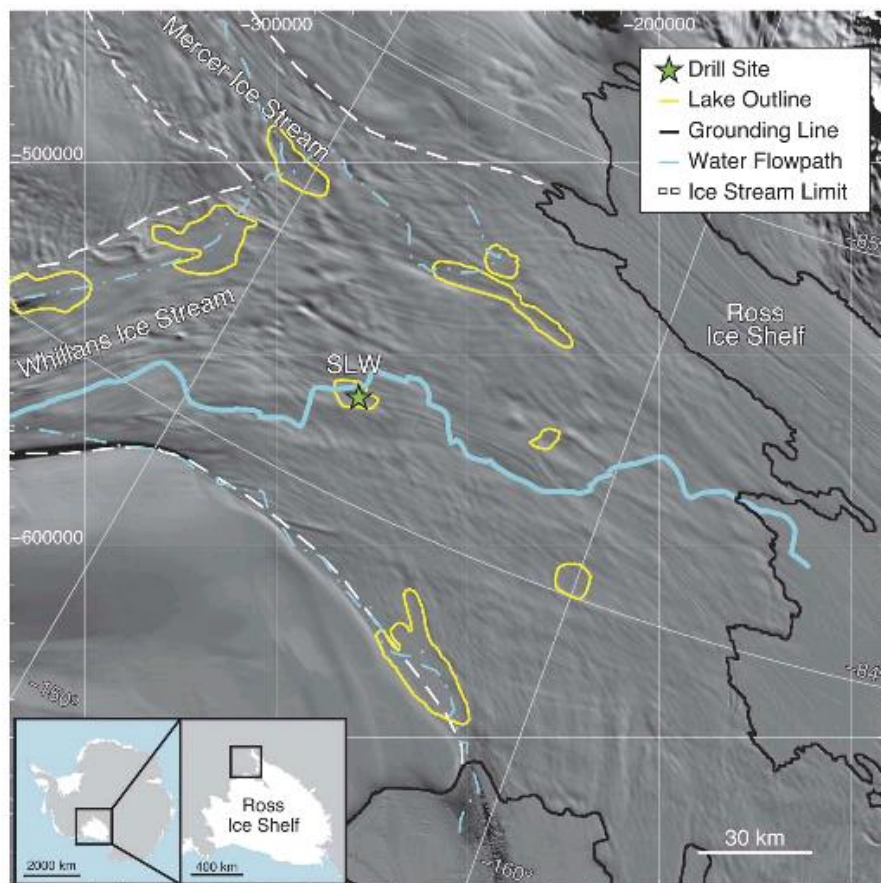 −300000
−200000
Mercer Ice Stream
Drill Site
Lake Outline
Grounding Line
Water Flowpath
Ice Stream Limit
−500000
−85°
Ross
Ice Shelf
Whillans Ice Stream
SLW
−600000
−150°
−84°
Ross
Ice Shelf
2000 km
400 km
30 km
−160°